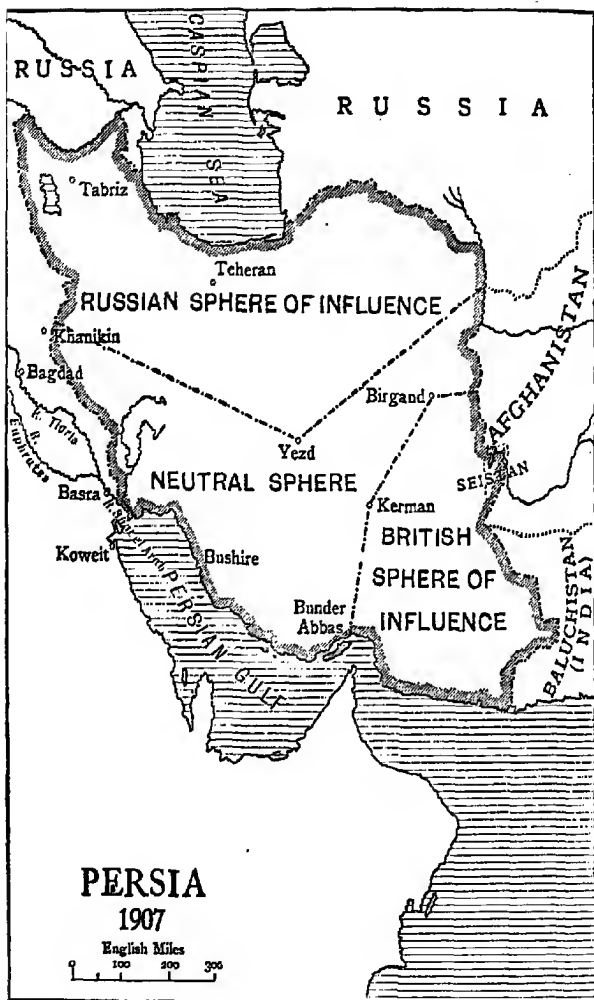 RUSSIA
CASPIAN SEA
RUSSIA
Tabriz
Teheran
RUSSIAN SPHERE OF INFLUENCE
Khanikin
Bagdad
R. Tigris
R. Euphrates
Birgand
AFGHANISTAN
Yezd
NEUTRAL SPHERE
SEISTAN
Basra
Kerman
Koweit
Bushire
PERSIAN GULF
BRITISH
SPHERE OF
INFLUENCE
Bunder
Abbas
BALUCHISTAN
(INDIA)
PERSIA
1907
English Miles
0 100 200 300